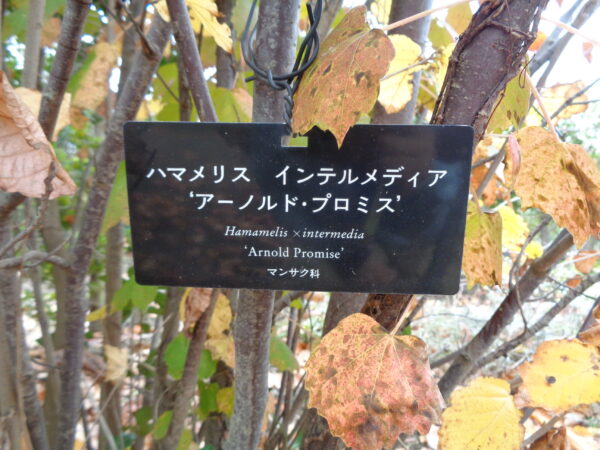 ハマメリス　インテルメディア
‘アーノルド・プロミス’
Hamamelis ×intermedia
‘Arnold Promise’
マンサク科